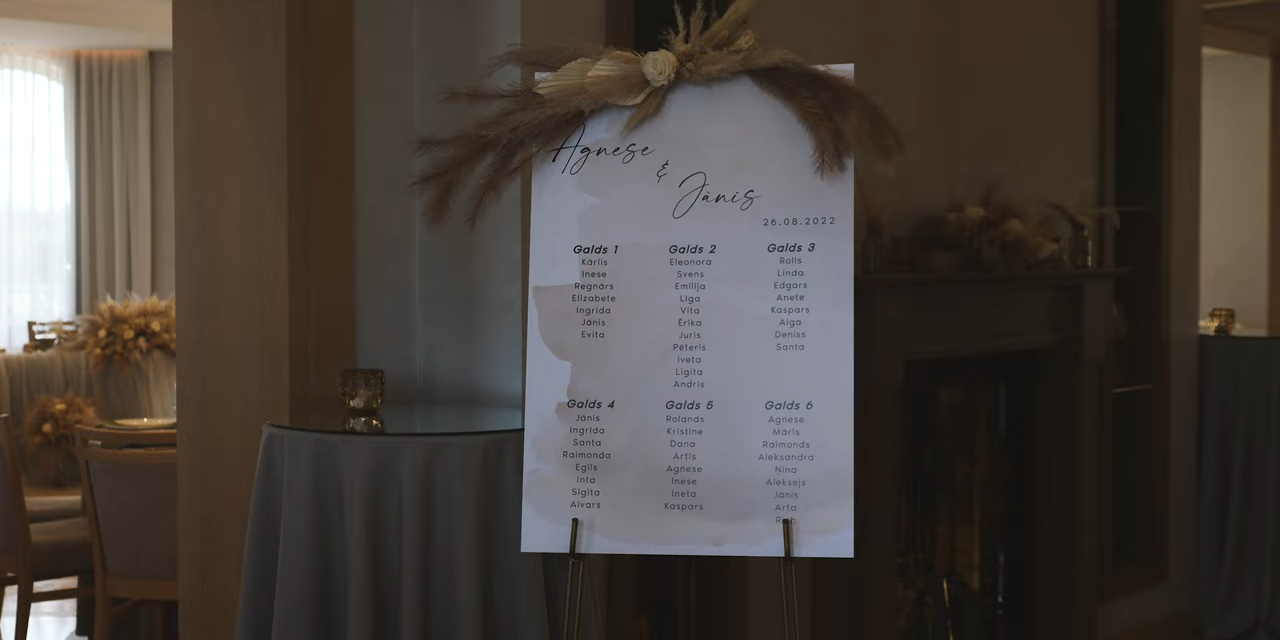 Agnese
&
Jānis
26.08.2022
Galds 1
Kārlis
Inese
Regnārs
Elizabete
Ingrīda
Jānis
Evita
Galds 2
Eleonora
Svens
Emīlija
Līga
Vita
Ērika
Juris
Pēteris
Iveta
Ligita
Andris
Galds 3
Rolls
Linda
Edgars
Anete
Kaspars
Aiga
Deniss
Santa
Galds 4
Jānis
Ingrīda
Santa
Raimonda
Egīls
Inta
Sigita
Aivars
Galds 5
Rolands
Kristīne
Dana
Artis
Agnese
Inese
Ineta
Kaspars
Galds 6
Agnese
Māris
Raimonds
Aleksandra
Ņina
Aleksejs
Jānis
Arta